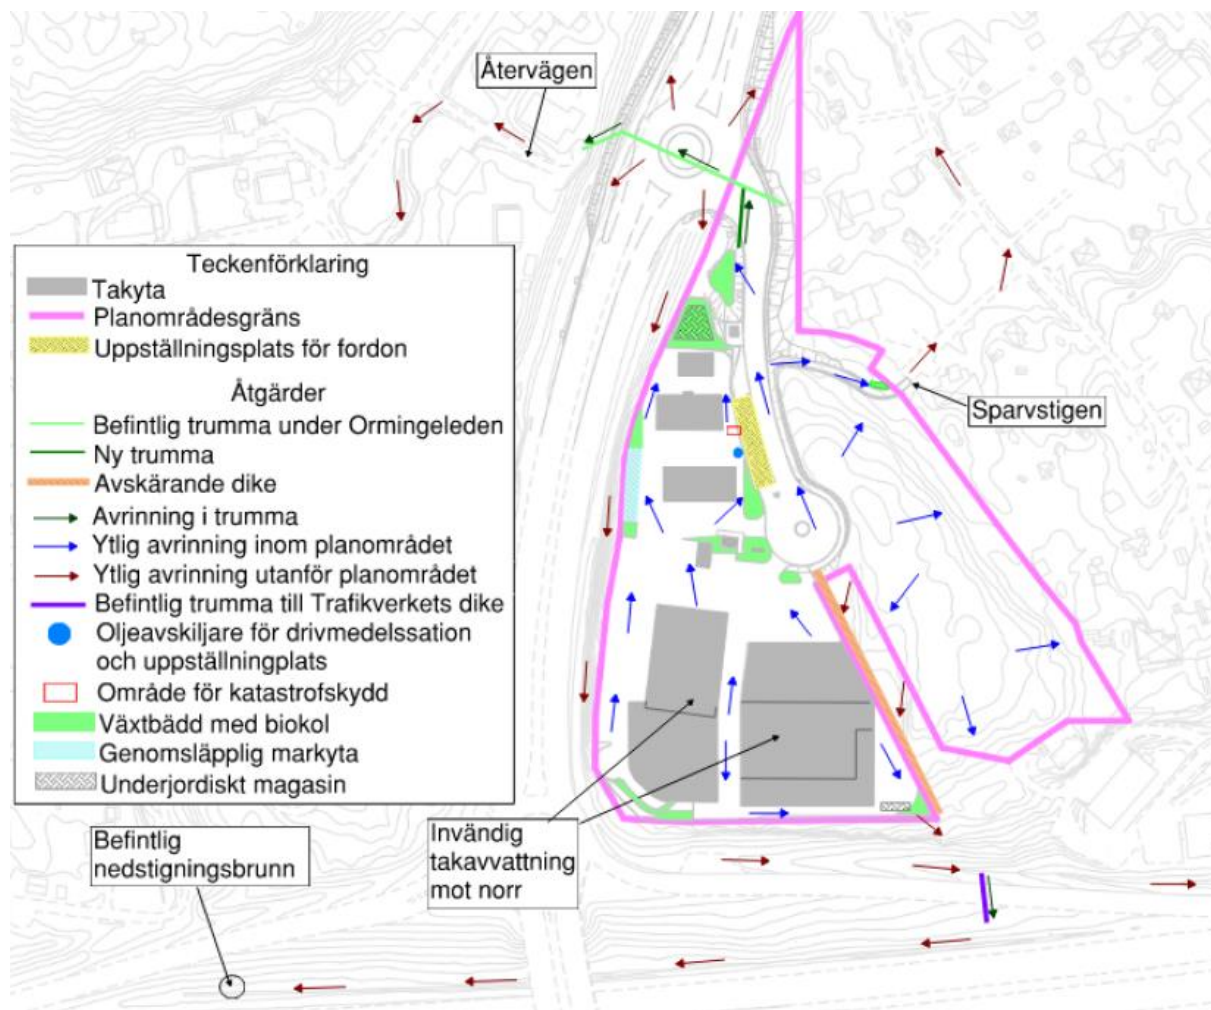 Återvägen
Teckenförklaring
Takyta
Planområdesgräns
Uppställningsplats för fordon
Åtgärder
Befintlig trumma under Ormingeleden
Ny trumma
Avskärande dike
Avrinning i trumma
Ytlig avrinning inom planområdet
Ytlig avrinning utanför planområdet
Befintlig trumma till Trafikverkets dike
Oljeavskiljare för drivmedelssation
och uppställningplats
Område för katastrofskydd
Växtbädd med biokol
Genomsläpplig markyta
Underjordiskt magasin
Sparvstigen
Befintlig
nedstigningsbrunn
Invändig
takavvattning
mot norr